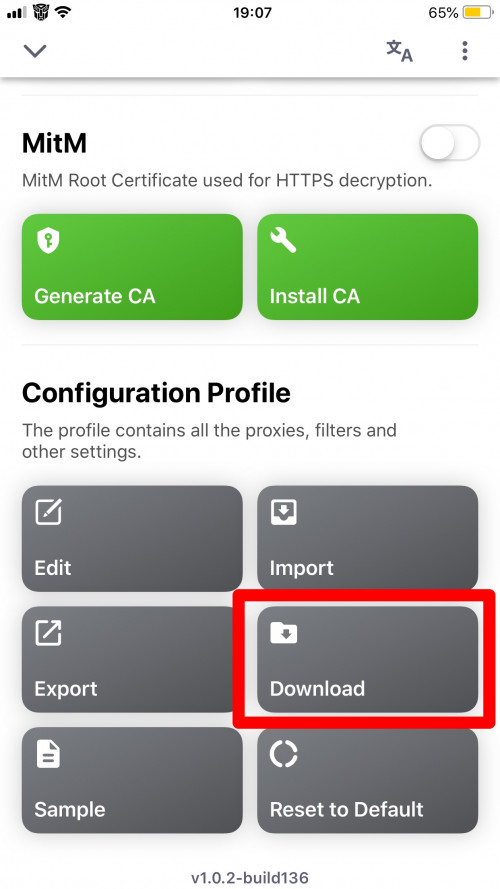 19:07
65%
文A
MitM
MitM Root Certificate used for HTTPS decryption.
Generate CA
Install CA
Configuration Profile
The profile contains all the proxies, filters and
other settings.
Edit
Import
Export
Download
Sample
Reset to Default
v1.0.2-build136